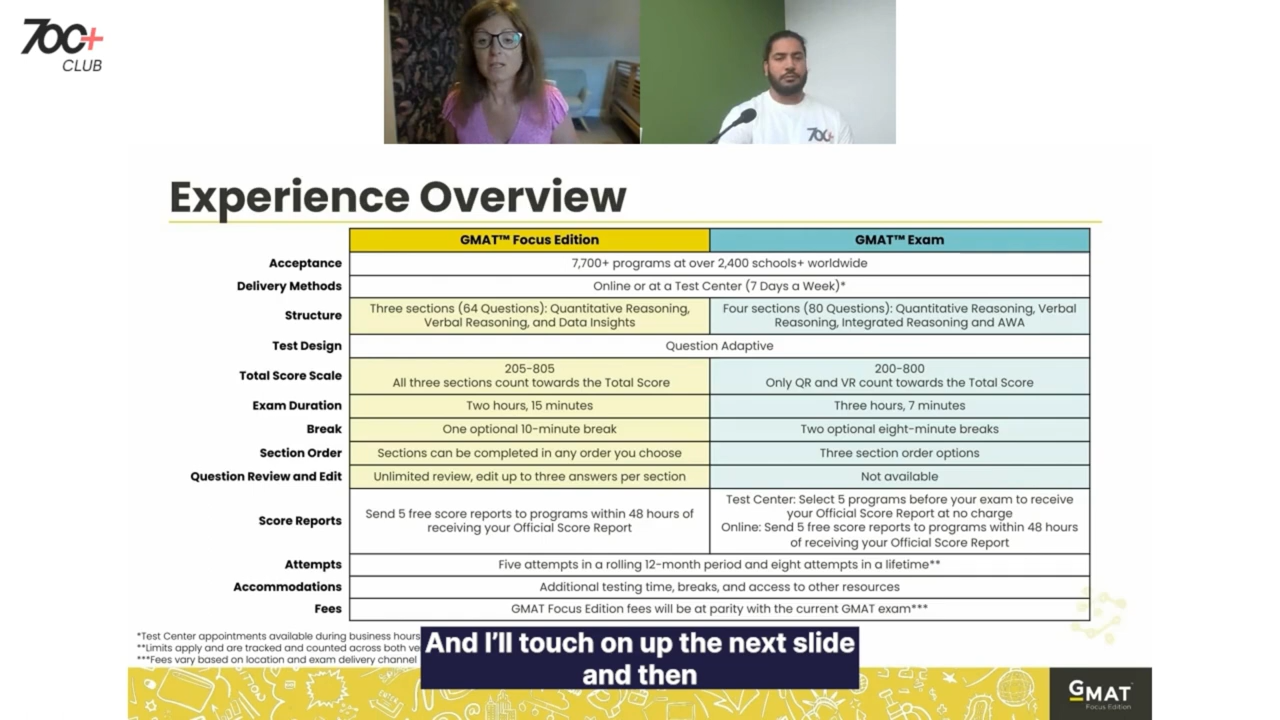 700+
CLUB
700+
Experience Overview
GMAT™ Focus Edition
GMAT™ Exam
Acceptance
7,700+ programs at over 2,400 schools+ worldwide
Delivery Methods
Online or at a Test Center (7 Days a Week)*
Structure
Three sections (64 Questions): Quantitative Reasoning,
Verbal Reasoning, and Data Insights
Four sections (80 Questions): Quantitative Reasoning, Verbal
Reasoning, Integrated Reasoning and AWA
Test Design
Question Adaptive
Total Score Scale
205-805
All three sections count towards the Total Score
200-800
Only QR and VR count towards the Total Score
Exam Duration
Two hours, 15 minutes
Three hours, 7 minutes
Break
One optional 10-minute break
Two optional eight-minute breaks
Section Order
Sections can be completed in any order you choose
Three section order options
Question Review and Edit
Unlimited review, edit up to three answers per section
Not available
Score Reports
Send 5 free score reports to programs within 48 hours of
receiving your Official Score Report
Test Center: Select 5 programs before your exam to receive
your Official Score Report at no charge
Online: Send 5 free score reports to programs within 48 hours
of receiving your Official Score Report
Attempts
Five attempts in a rolling 12-month period and eight attempts in a lifetime**
Accommodations
Additional testing time, breaks, and access to other resources
Fees
GMAT Focus Edition fees will be at parity with the current GMAT exam***
*Test Center appointments available during business hours
**Limits apply and are tracked and counted across both
***Fees vary based on location and exam delivery channel
And I'll touch on up the next slide
and then
GMAT™
Focus Edition